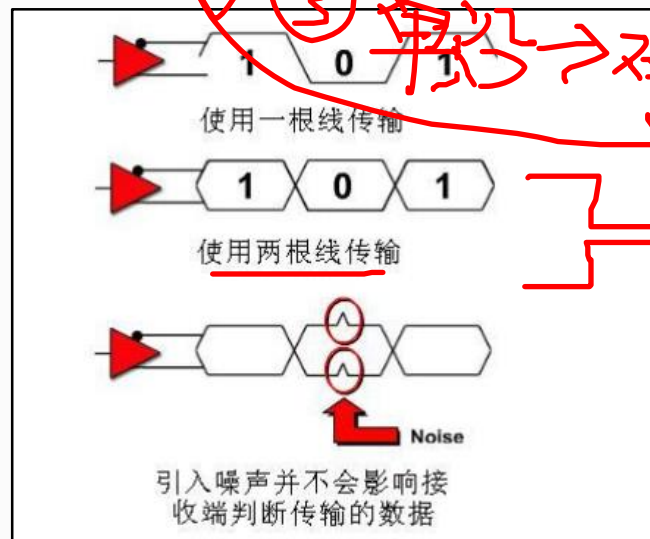 1 0 1
使用一根线传输
1 0 1
使用两根线传输
Noise
引入噪声并不会影响接
收端判断传输的数据